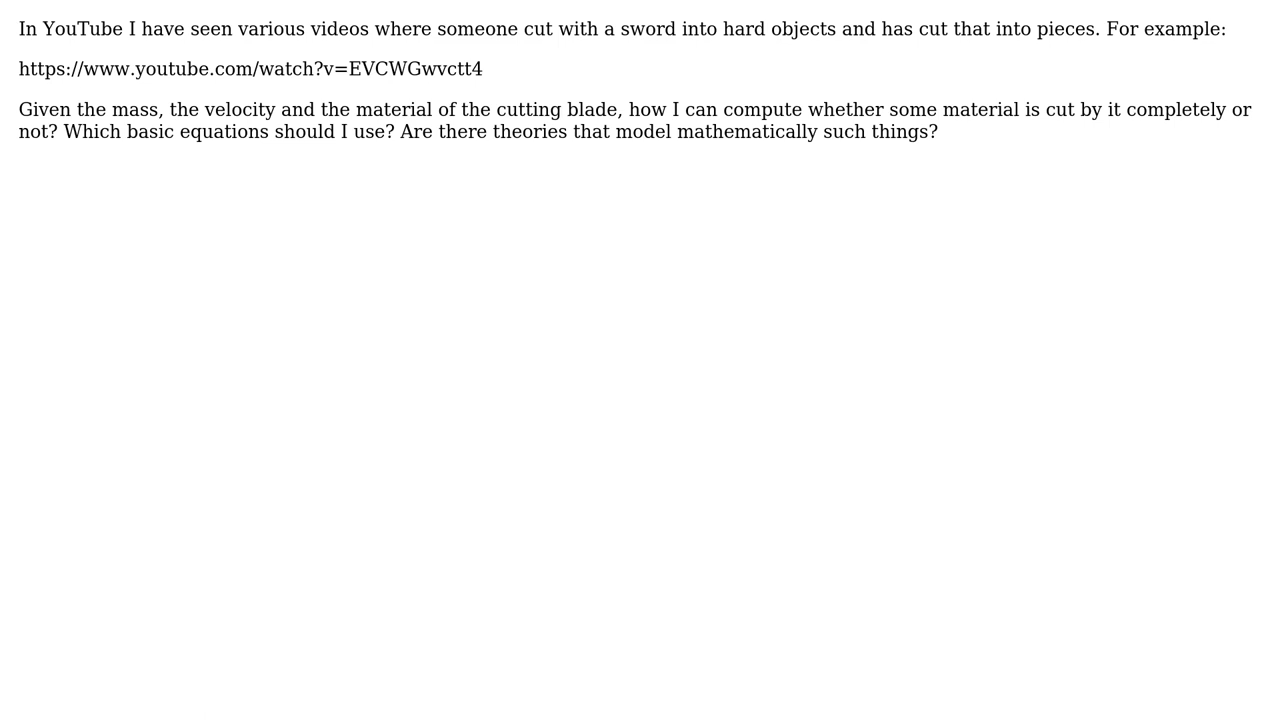 In YouTube I have seen various videos where someone cut with a sword into hard objects and has cut that into pieces. For example:
https://www.youtube.com/watch?v=EVCWGwvctt4
Given the mass, the velocity and the material of the cutting blade, how I can compute whether some material is cut by it completely or
not? Which basic equations should I use? Are there theories that model mathematically such things?